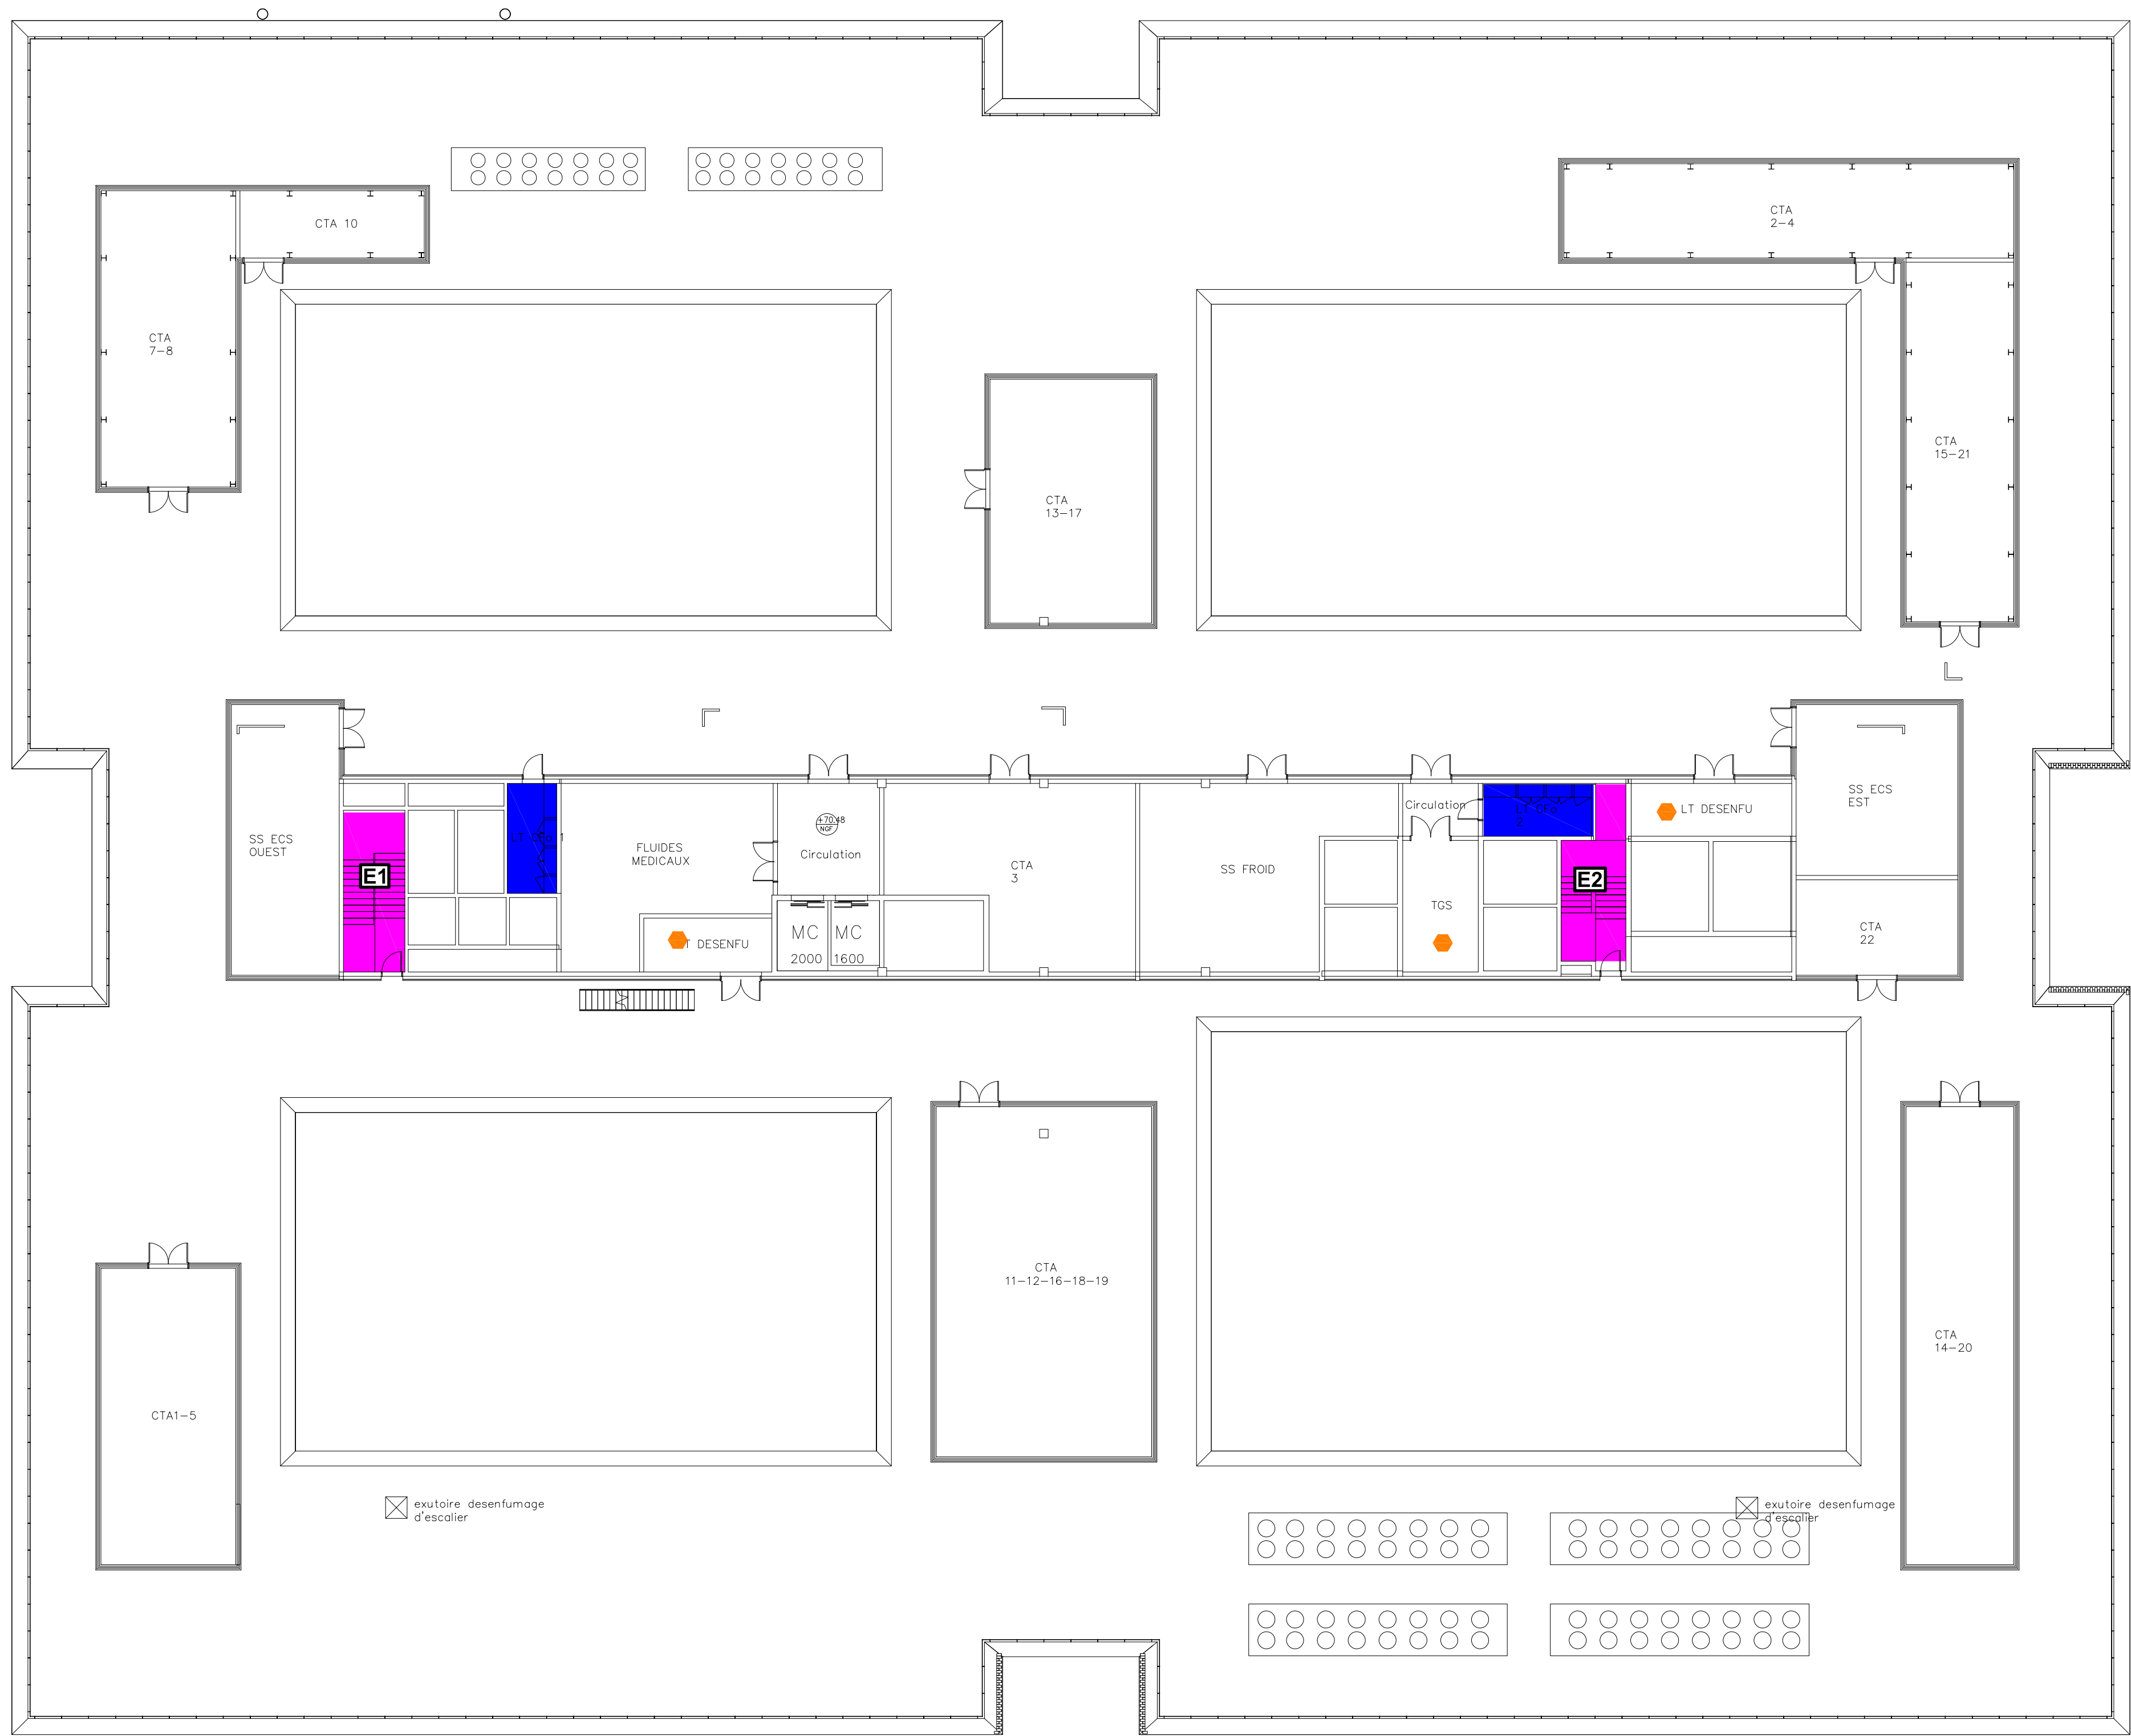 CTA 10
CTA
2-4
CTA
7-8
CTA
15-21
CTA
13-17
SS ECS
OUEST
FLUIDES
MEDICAUX
+70.48
NGF
Circulation
CTA
3
SS FROID
Circulation
LT DESENFU
SS ECS
EST
E1
E2
TGS
DESENFU
MC
2000
MC
1600
CTA
22
CTA
11-12-16-18-19
CTA
14-20
CTA1-5
exutoire desenfumage
d'escalier
exutoire desenfumage
d'escalier